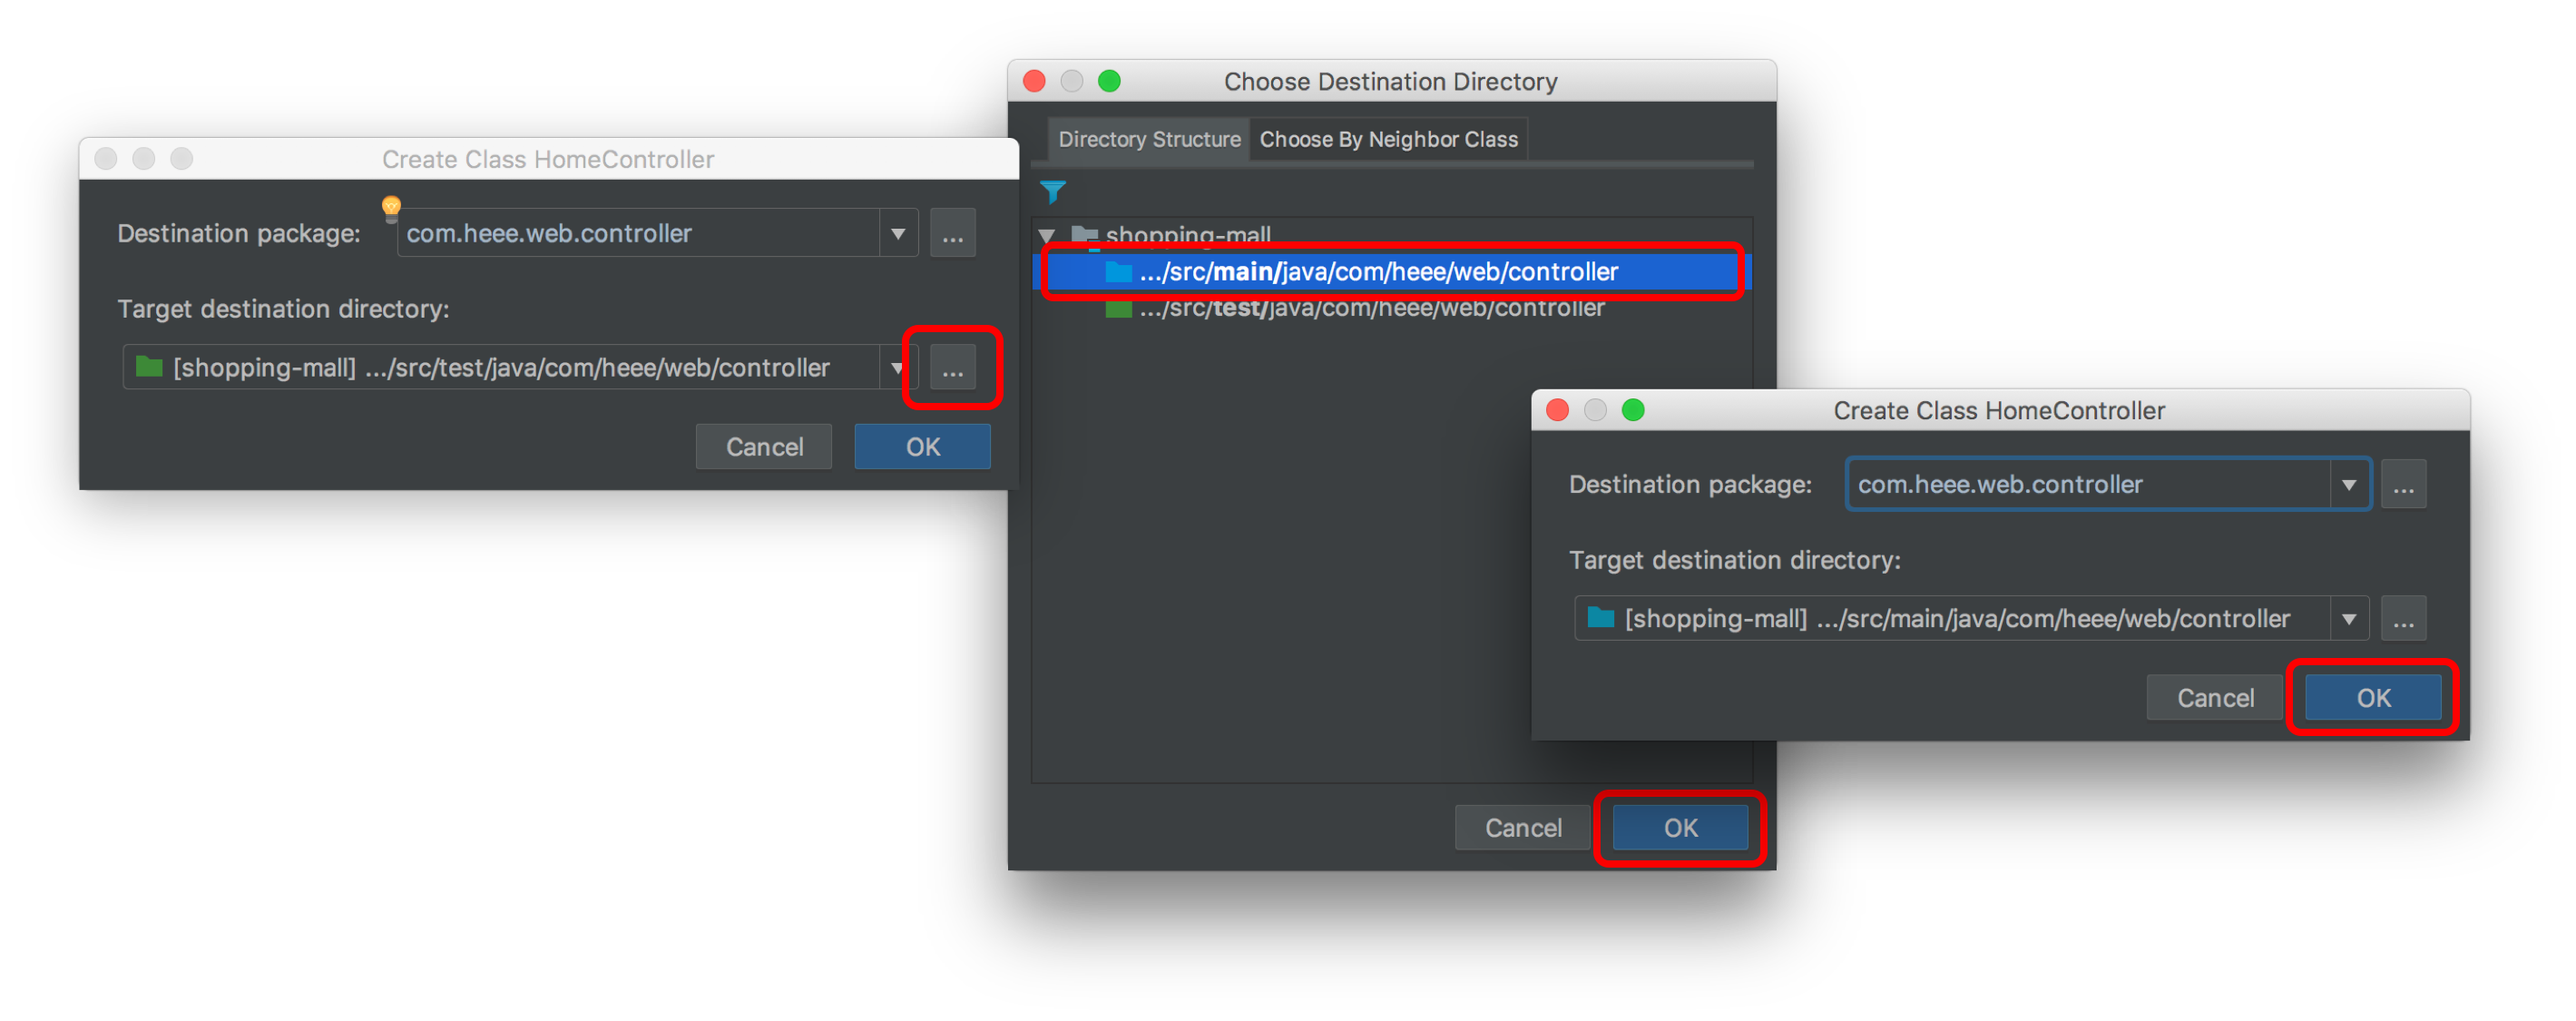 Create Class HomeController
Destination package: com.heee.web.controller ...
Target destination directory:
[shopping-mall] .../src/test/java/com/heee/web/controller ...
Cancel OK
Choose Destination Directory
Directory Structure Choose By Neighbor Class
shopping-mall
.../src/main/java/com/heee/web/controller
.../src/test/java/com/heee/web/controller
Cancel OK
Create Class HomeController
Destination package: com.heee.web.controller ...
Target destination directory:
[shopping-mall] .../src/main/java/com/heee/web/controller ...
Cancel OK